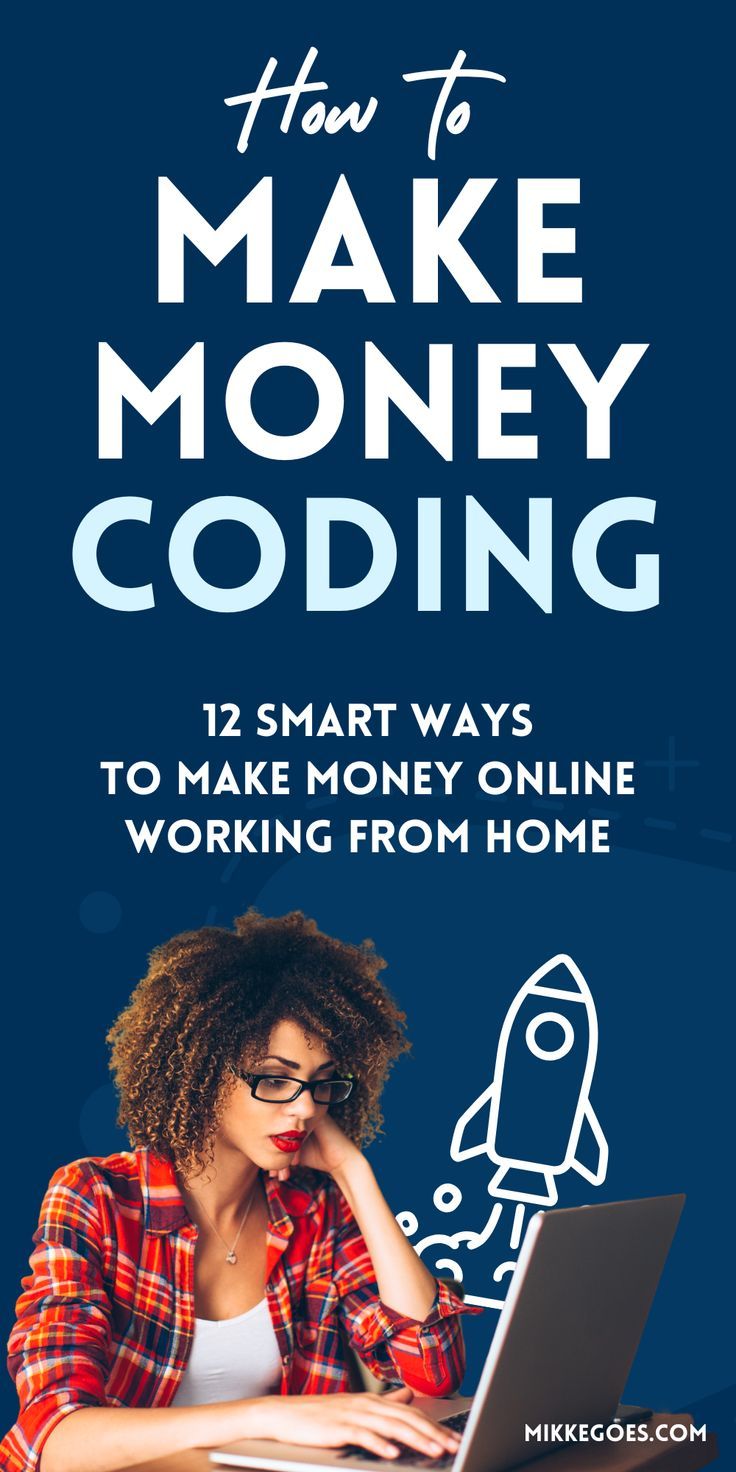 How To
MAKE
MONEY
CODING
12 SMART WAYS
TO MAKE MONEY ONLINE
WORKING FROM HOME
MIKKEGOES.COM